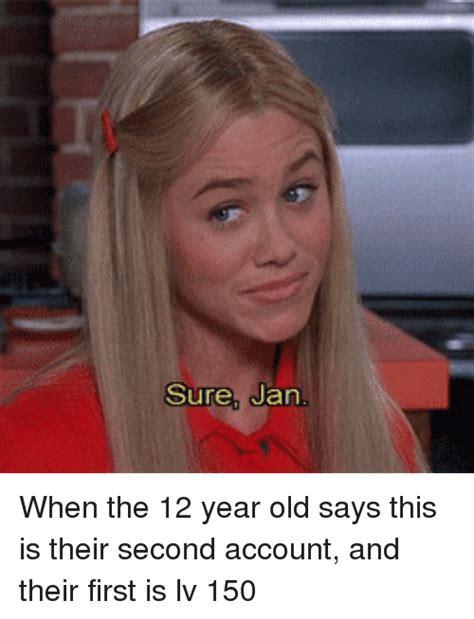 Sure, Jan.
When the 12 year old says this
is their second account, and
their first is lv 150